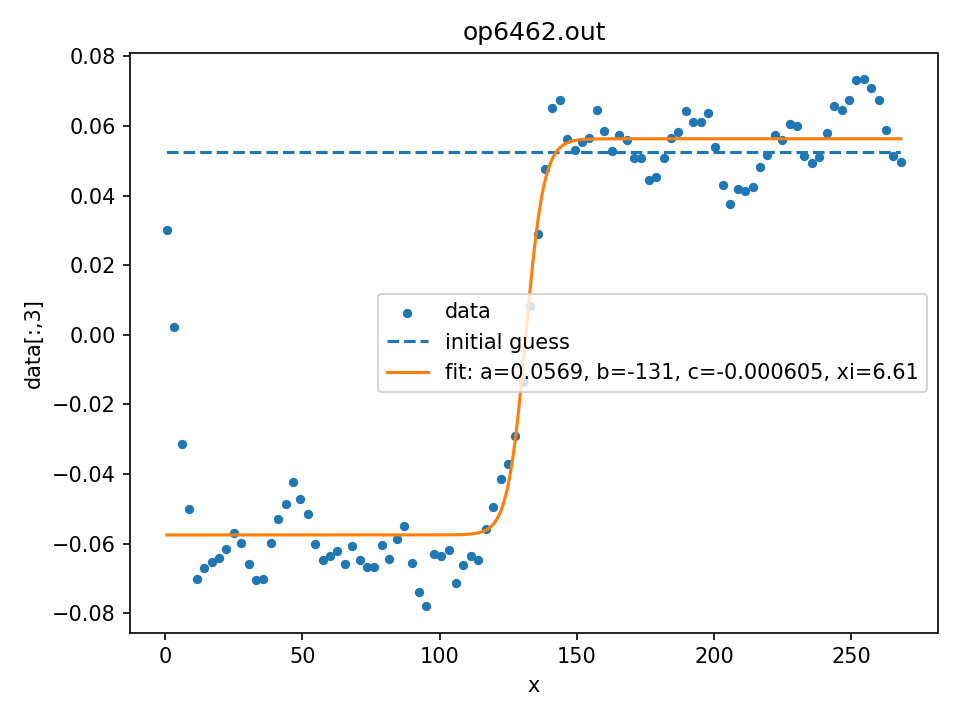 op6462.out
0.08
0.06
0.04
0.02
0.00
−0.02
−0.04
−0.06
−0.08
data[:,3]
data
initial guess
fit: a=0.0569, b=-131, c=-0.000605, xi=6.61
0 50 100 150 200 250
x